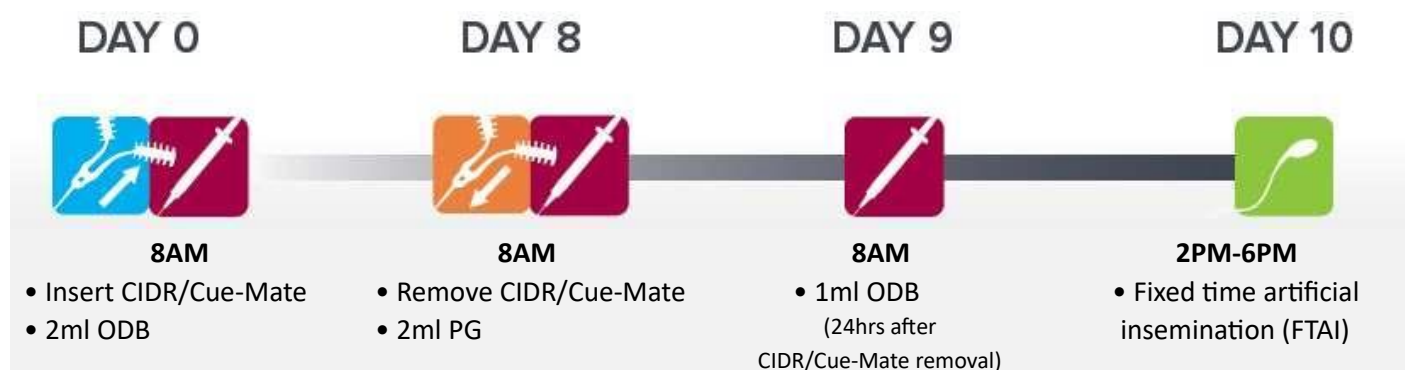 DAY 0
DAY 8
DAY 9
DAY 10
8AM
• Insert CIDR/Cue-Mate
• 2ml ODB
8AM
• Remove CIDR/Cue-Mate
• 2ml PG
8AM
• 1ml ODB
(24hrs after
CIDR/Cue-Mate removal)
2PM-6PM
• Fixed time artificial
insemination (FTAI)